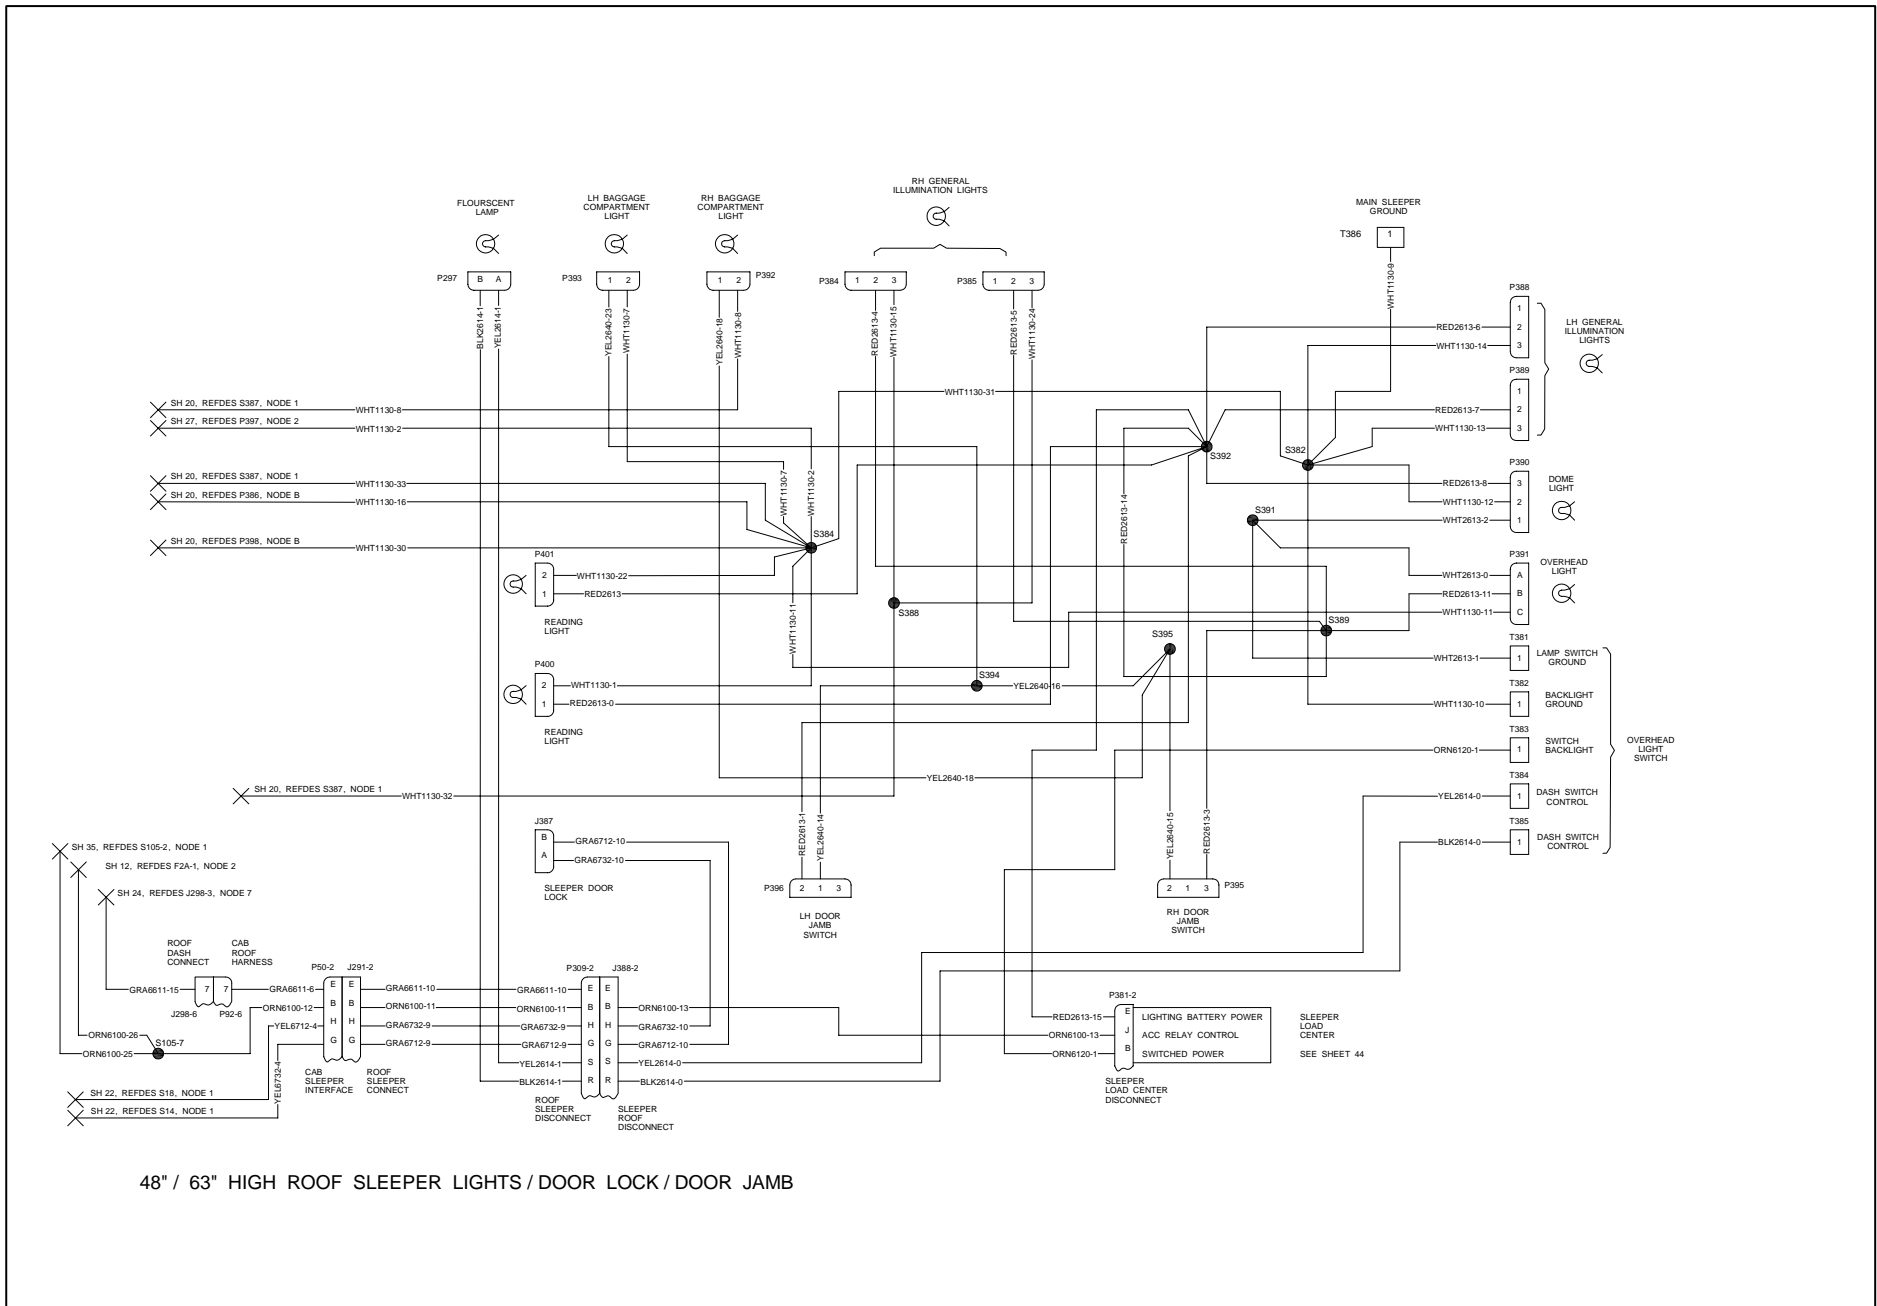 RH GENERAL
ILLUMINATION LIGHTS
FLOURSCENT
LAMP
LH BAGGAGE
COMPARTMENT
LIGHT
RH BAGGAGE
COMPARTMENT
LIGHT
MAIN SLEEPER
GROUND
T386 1
P297 B A
P393 1 2
1 2 P392
P384 1 2 3
P385 1 2 3
BLK2614-1
YEL2614-1
YEL2640-23
WHT1130-7
YEL2640-18
WHT1130-8
RED2613-4
WHT1130-15
RED2613-5
WHT1130-24
WHT1130-9
P388
1
RED2613-6 2
WHT1130-14 3
LH GENERAL
ILLUMINATION
LIGHTS
P389
1
RED2613-7 2
WHT1130-13 3
SH 20, REFDES S387, NODE 1 WHT1130-8
SH 27, REFDES P397, NODE 2 WHT1130-2
WHT1130-31
S392
S382
SH 20, REFDES S387, NODE 1 WHT1130-33
SH 20, REFDES P386, NODE B WHT1130-16
WHT1130-7
WHT1130-2
RED2613-14
P390
RED2613-8 3
WHT1130-12 2
WHT2613-2 1
DOME
LIGHT
S391
S384
SH 20, REFDES P398, NODE B WHT1130-30
P401
2 WHT1130-22
1 RED2613
READING
LIGHT
WHT1130-11
S388
S389
P391
WHT2613-0 A
RED2613-11 B
WHT1130-11 C
OVERHEAD
LIGHT
S395
S394
YEL2640-16
P400
2 WHT1130-1
1 RED2613-0
READING
LIGHT
T381
WHT2613-1 1
LAMP SWITCH
GROUND
T382
WHT1130-10 1
BACKLIGHT
GROUND
T383
ORN6120-1 1
SWITCH
BACKLIGHT
OVERHEAD
LIGHT
SWITCH
T384
YEL2614-0 1
DASH SWITCH
CONTROL
T385
BLK2614-0 1
DASH SWITCH
CONTROL
YEL2640-18
SH 20, REFDES S387, NODE 1 WHT1130-32
RED2613-1
YEL2640-14
YEL2640-15
RED2613-3
J387
B GRA6712-10
A GRA6732-10
SLEEPER DOOR
LOCK
P396 2 1 3
LH DOOR
JAMB
SWITCH
2 1 3 P395
RH DOOR
JAMB
SWITCH
SH 35, REFDES S105-2, NODE 1
SH 12, REFDES F2A-1, NODE 2
SH 24, REFDES J298-3, NODE 7
ROOF
DASH
CONNECT
CAB
ROOF
HARNESS
P50-2 J291-2
P309-2 J388-2
GRA6611-15 7 7 GRA6611-6 E E GRA6611-10 GRA6611-10 E E
J298-6 P92-6
ORN6100-12 B B ORN6100-11 ORN6100-11 B B ORN6100-13
YEL6712-4 H H GRA6732-9 GRA6732-9 H H GRA6732-10
G G GRA6712-9 GRA6712-9 G G GRA6712-10
YEL2614-1 S S YEL2614-0
BLK2614-1 R R BLK2614-0
ORN6100-26
ORN6100-25
S105-7
YEL6732-4
CAB
SLEEPER
INTERFACE
ROOF
SLEEPER
CONNECT
ROOF
SLEEPER
DISCONNECT
SLEEPER
ROOF
DISCONNECT
SH 22, REFDES S18, NODE 1
SH 22, REFDES S14, NODE 1
P381-2
RED2613-15 E LIGHTING BATTERY POWER
ORN6100-13 J ACC RELAY CONTROL
ORN6120-1 B SWITCHED POWER
SLEEPER
LOAD
CENTER
SEE SHEET 44
SLEEPER
LOAD CENTER
DISCONNECT
48" / 63" HIGH ROOF SLEEPER LIGHTS / DOOR LOCK / DOOR JAMB